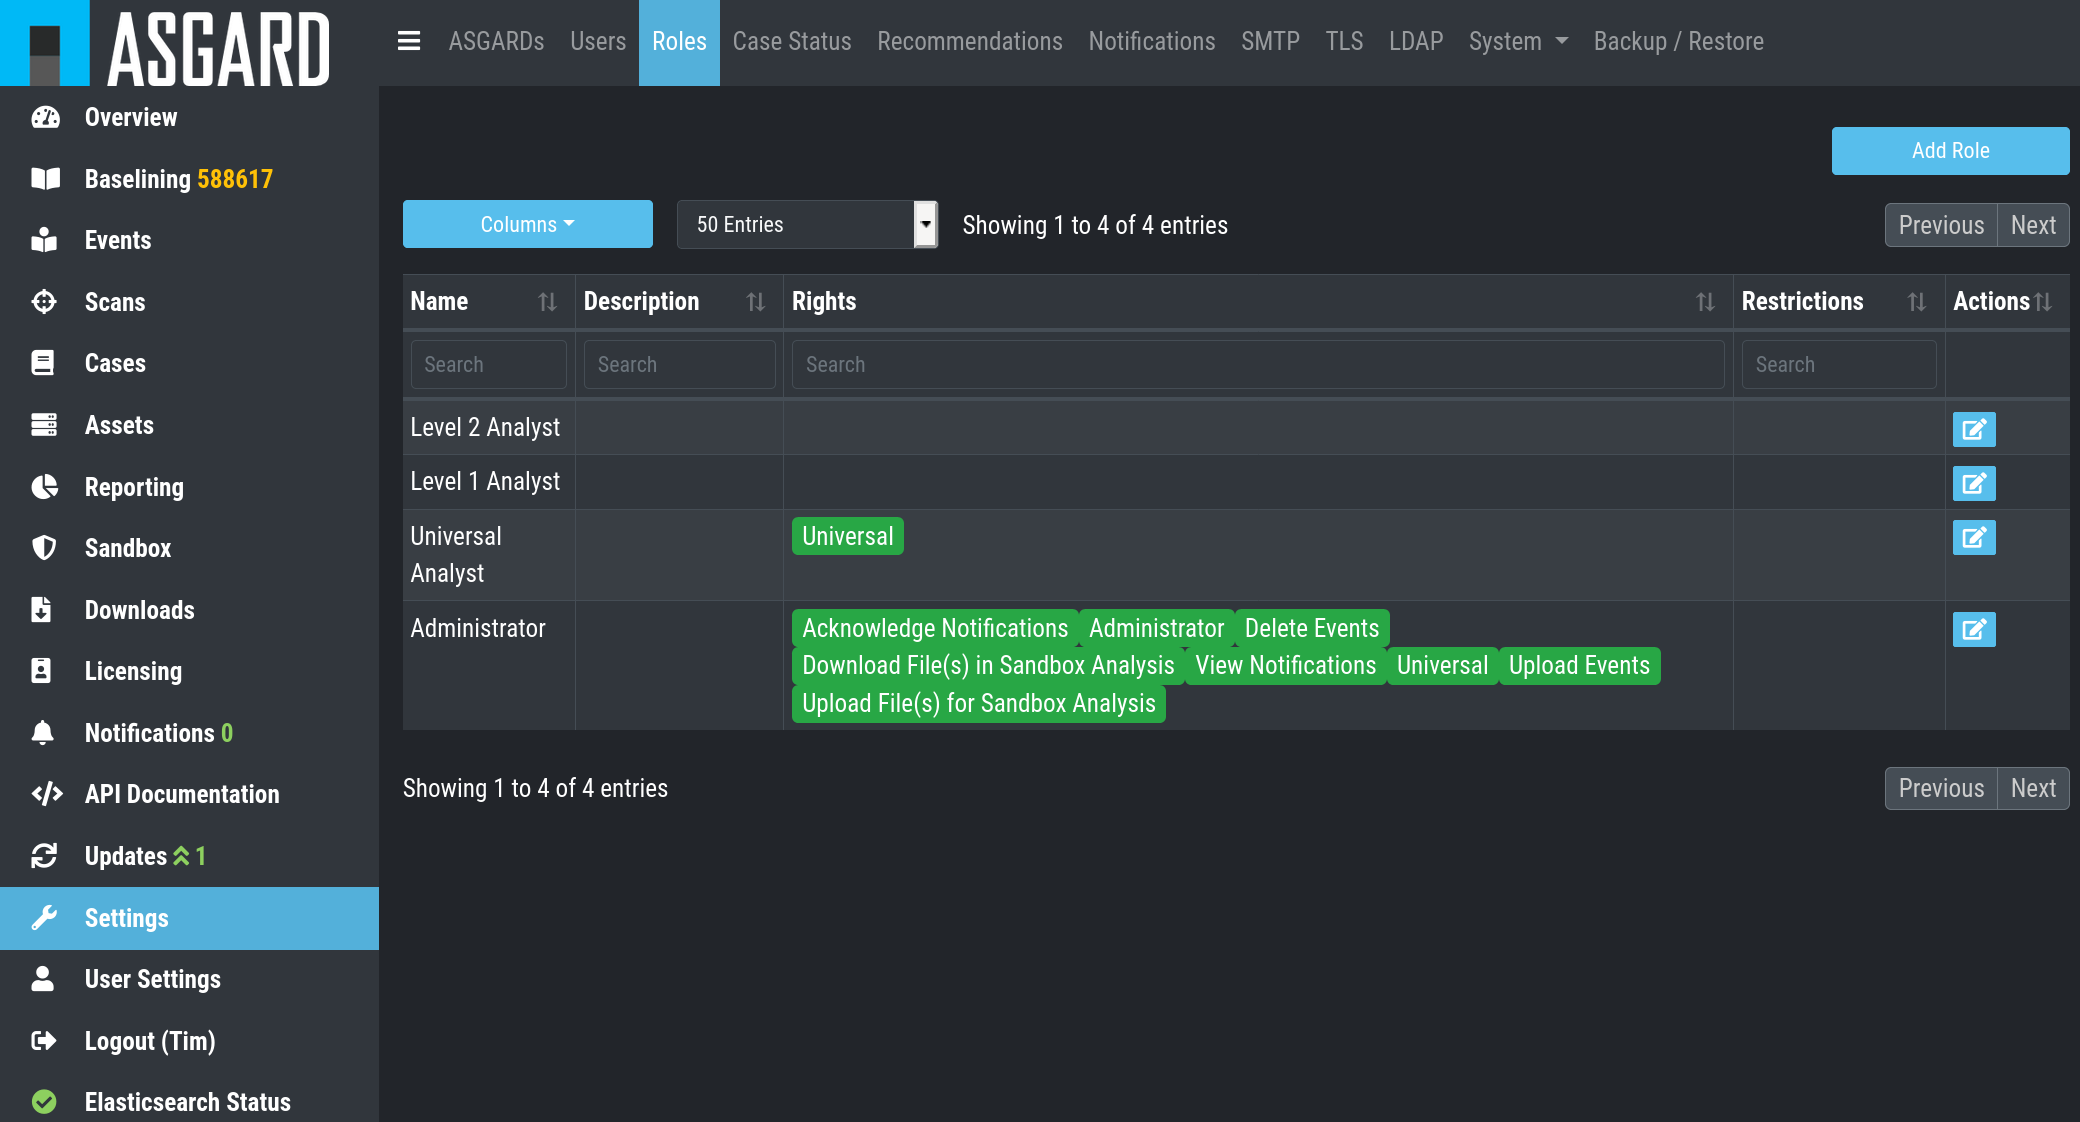 ASGARD
ASGARDs Users Roles Case Status Recommendations Notifications SMTP TLS LDAP System Backup / Restore
Overview
Baselining 588617
Events
Scans
Cases
Assets
Reporting
Sandbox
Downloads
Licensing
Notifications 0
API Documentation
Updates 1
Settings
User Settings
Logout (Tim)
Elasticsearch Status
Add Role
Columns 50 Entries Showing 1 to 4 of 4 entries Previous Next
Name Description Rights Restrictions Actions
Search Search Search Search
Level 2 Analyst
Level 1 Analyst
Universal Universal
Analyst
Administrator Acknowledge Notifications Administrator Delete Events
Download File(s) in Sandbox Analysis View Notifications Universal Upload Events
Upload File(s) for Sandbox Analysis
Showing 1 to 4 of 4 entries Previous Next